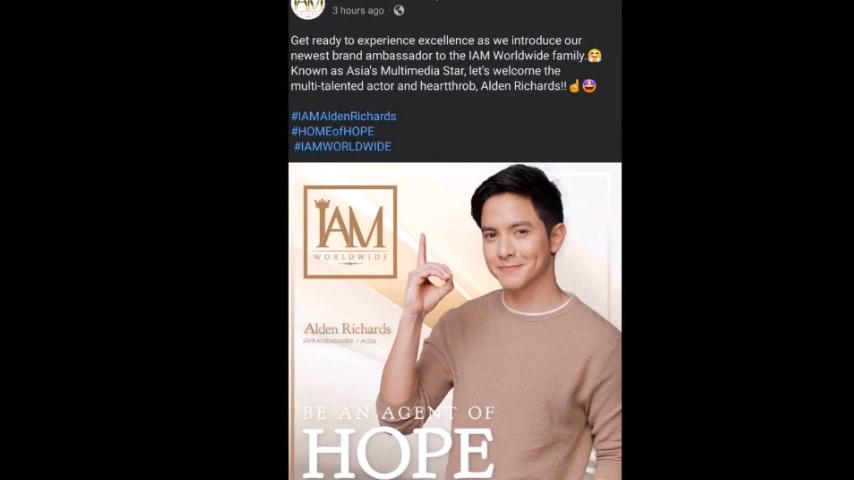 IAM
3 hours ago ·
Get ready to experience excellence as we introduce our
newest brand ambassador to the IAM Worldwide family.🤗
Known as Asia's Multimedia Star, let's welcome the
multi-talented actor and heartthrob, Alden Richards!!☝️🤩
#IAMAldenRichards
#HOMEofHOPE
#IAMWORLDWIDE
IAM
WORLDWIDE
Alden Richards
IAM Ambassador / Actor
BE AN AGENT OF
HOPE